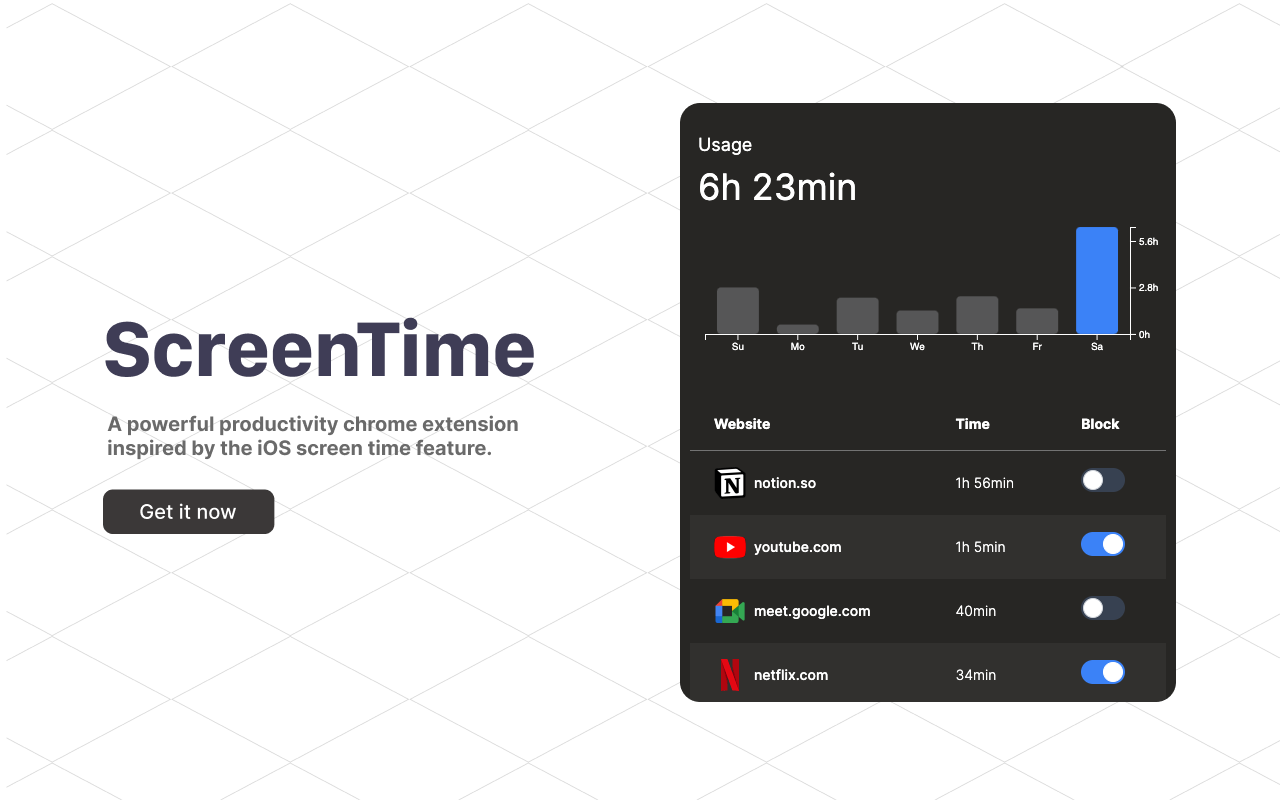 ScreenTime
A powerful productivity chrome extension
inspired by the iOS screen time feature.
Get it now
Usage
6h 23min
5.6h
2.8h
0h
Su Mo Tu We Th Fr Sa
Website Time Block
N notion.so 1h 56min
youtube.com 1h 5min
meet.google.com 40min
netflix.com 34min